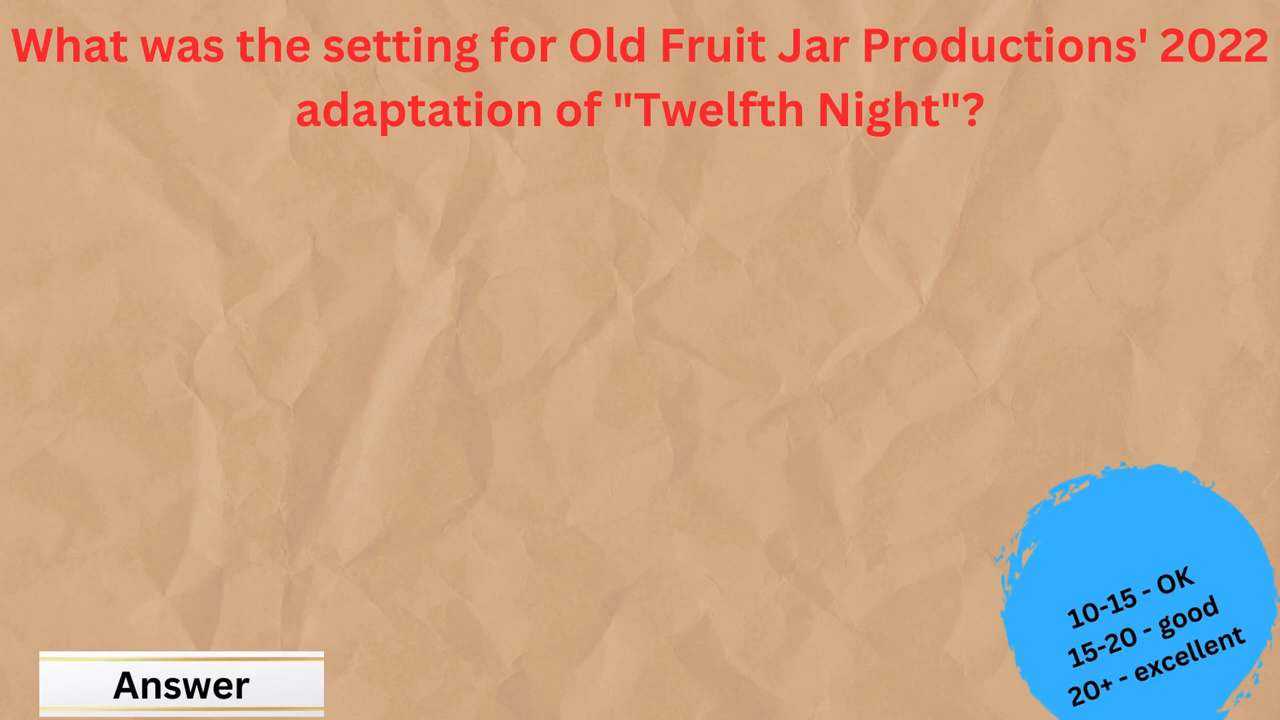 What was the setting for Old Fruit Jar Productions' 2022
adaptation of "Twelfth Night"?
10-15 - OK
15-20 - good
20+ - excellent
Answer